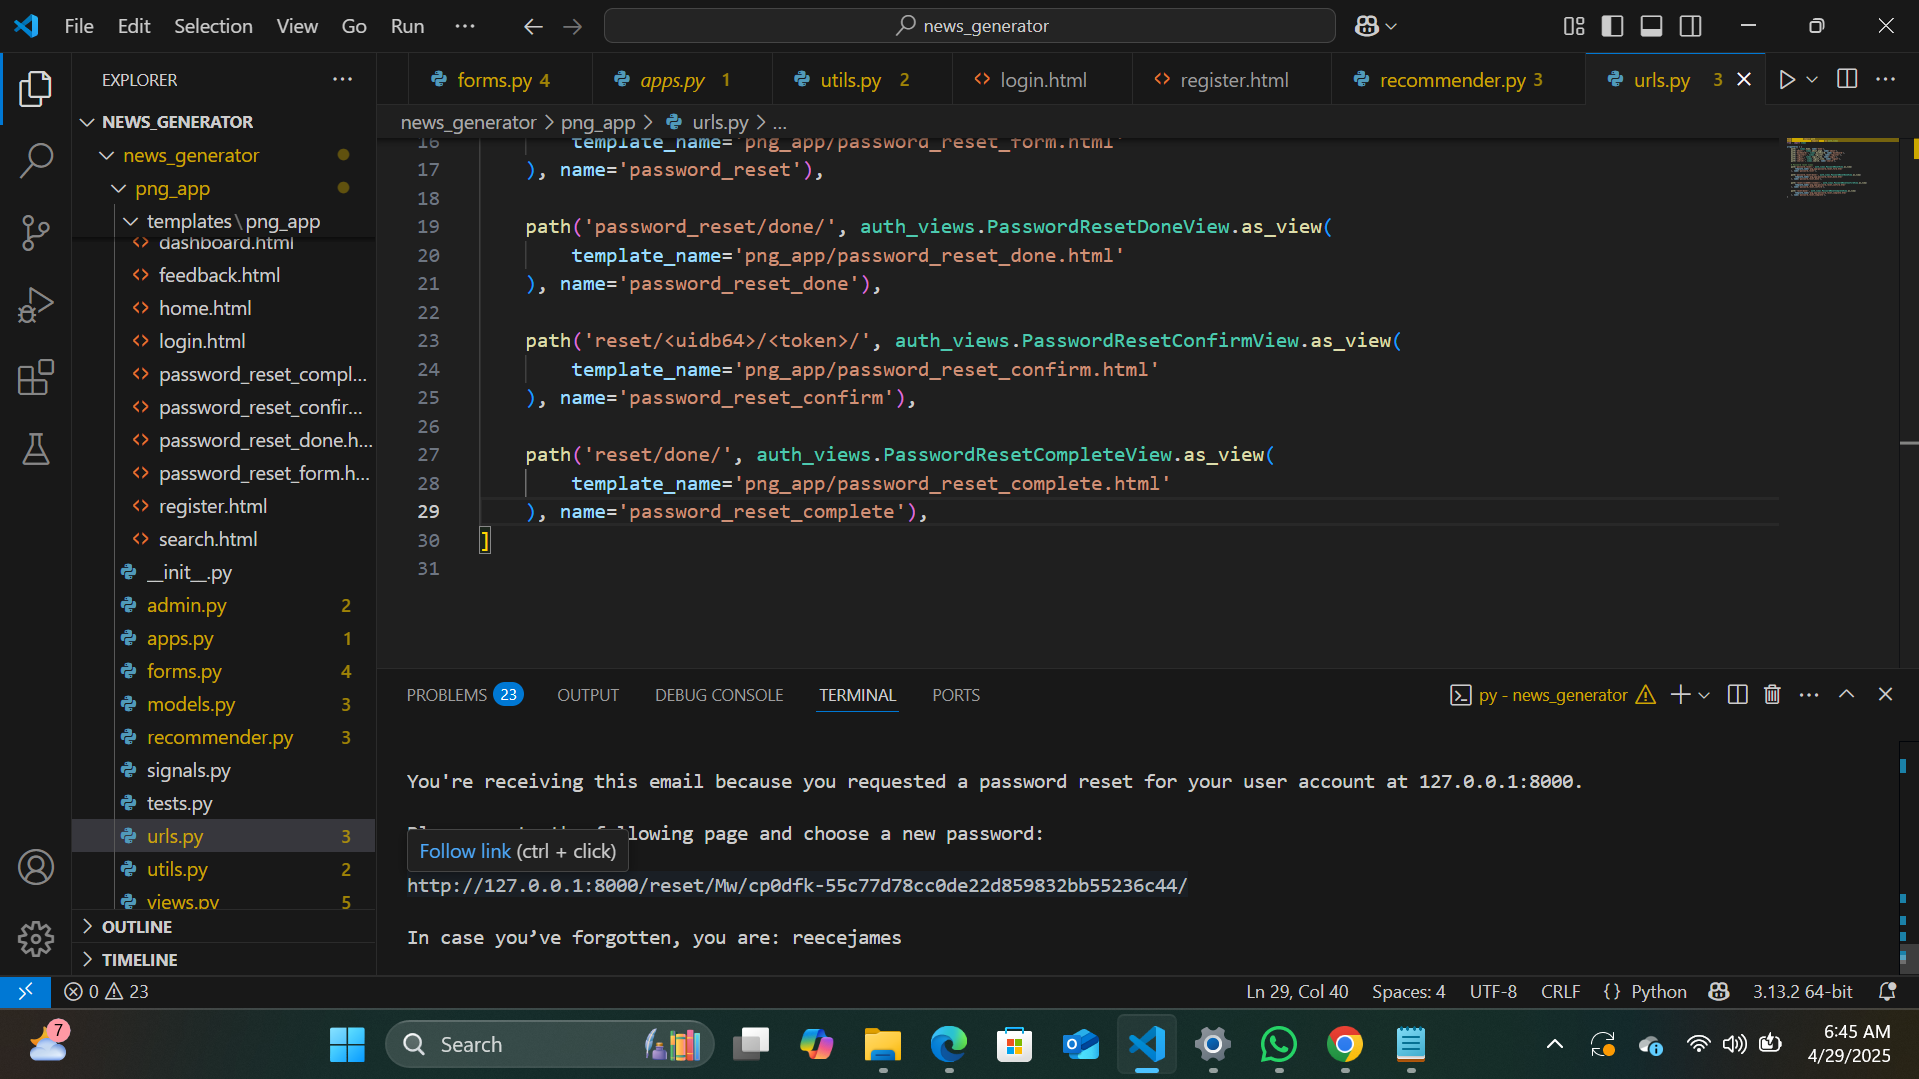 File Edit Selection View Go Run ...
news_generator
EXPLORER
NEWS_GENERATOR
news_generator
png_app
templates\png_app
dashboard.html
feedback.html
home.html
login.html
password_reset_compl...
password_reset_confir...
password_reset_done.h...
password_reset_form.h...
register.html
search.html
__init__.py
admin.py 2
apps.py 1
forms.py 4
models.py 3
recommender.py 3
signals.py
tests.py
urls.py 3
utils.py 2
views.py 5
OUTLINE
TIMELINE
forms.py 4 apps.py 1 utils.py 2 login.html register.html recommender.py 3 urls.py 3
news_generator > png_app > urls.py > ...
16 template_name='png_app/password_reset_form.html'
17 ), name='password_reset'),
18
19 path('password_reset/done/', auth_views.PasswordResetDoneView.as_view(
20 template_name='png_app/password_reset_done.html'
21 ), name='password_reset_done'),
22
23 path('reset/<uidb64>/<token>/', auth_views.PasswordResetConfirmView.as_view(
24 template_name='png_app/password_reset_confirm.html'
25 ), name='password_reset_confirm'),
26
27 path('reset/done/', auth_views.PasswordResetCompleteView.as_view(
28 template_name='png_app/password_reset_complete.html'
29 ), name='password_reset_complete'),
30 ]
31
PROBLEMS 23 OUTPUT DEBUG CONSOLE TERMINAL PORTS
py - news_generator
You're receiving this email because you requested a password reset for your user account at 127.0.0.1:8000.
following page and choose a new password:
Follow link (ctrl + click)
http://127.0.0.1:8000/reset/Mw/cp0dfk-55c77d78cc0de22d859832bb55236c44/
In case you’ve forgotten, you are: reecejames
0 23
Ln 29, Col 40 Spaces: 4 UTF-8 CRLF {} Python 3.13.2 64-bit
7
Search
6:45 AM
4/29/2025